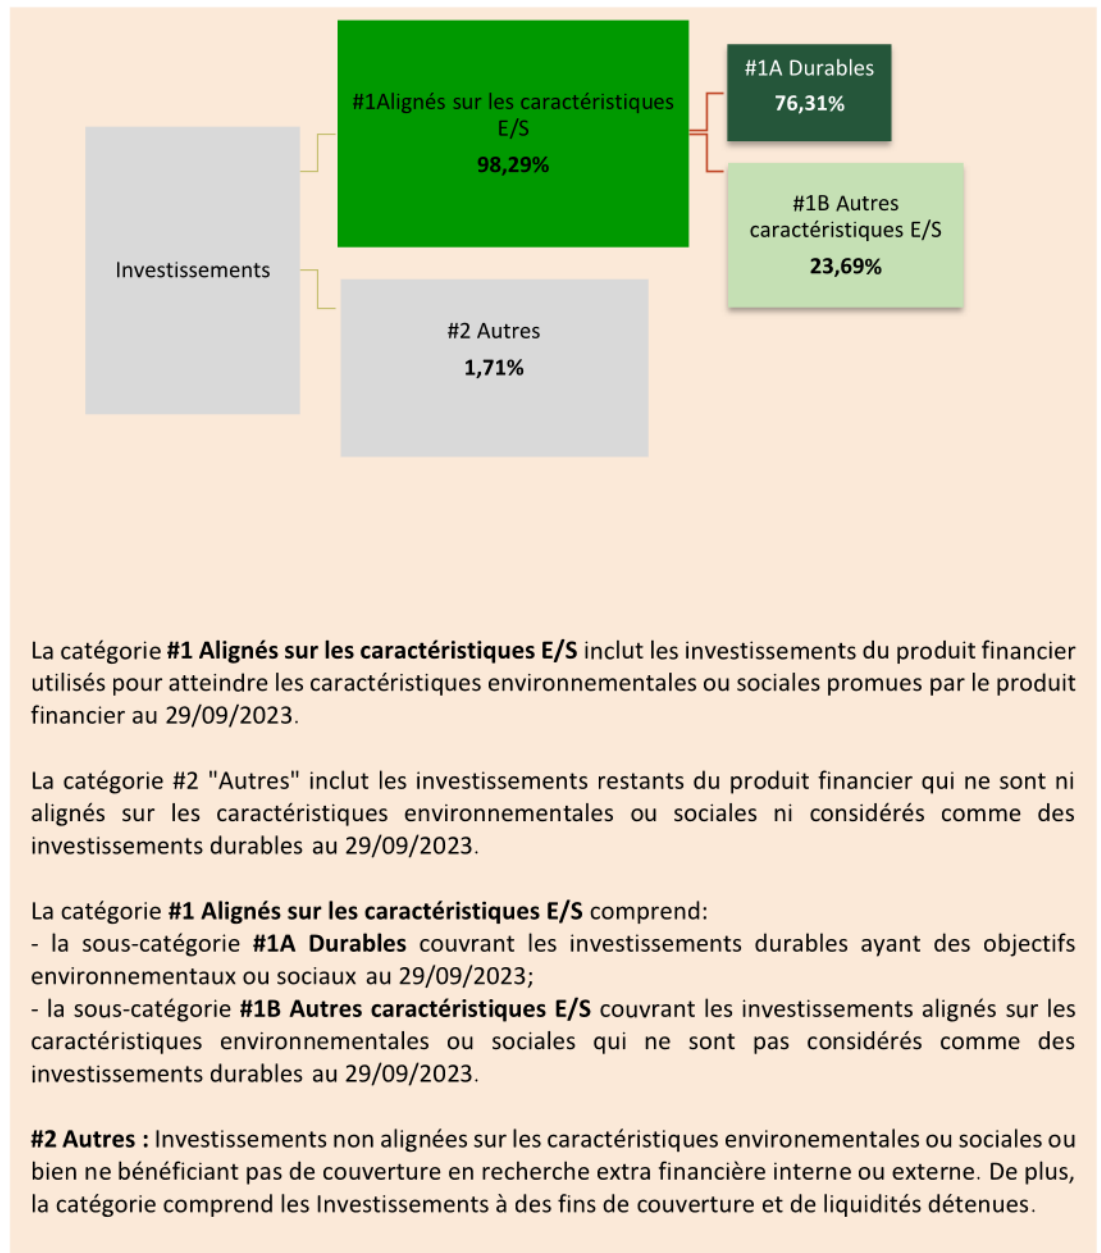 #1A Durables
76,31%
#1Alignés sur les caractéristiques
E/S
98,29%
#1B Autres
caractéristiques E/S
23,69%
Investissements
#2 Autres
1,71%
La catégorie #1 Alignés sur les caractéristiques E/S inclut les investissements du produit financier
utilisés pour atteindre les caractéristiques environnementales ou sociales promues par le produit
financier au 29/09/2023.
La catégorie #2 "Autres" inclut les investissements restants du produit financier qui ne sont ni
alignés sur les caractéristiques environnementales ou sociales ni considérés comme des
investissements durables au 29/09/2023.
La catégorie #1 Alignés sur les caractéristiques E/S comprend:
- la sous-catégorie #1A Durables couvrant les investissements durables ayant des objectifs
environnementaux ou sociaux au 29/09/2023;
- la sous-catégorie #1B Autres caractéristiques E/S couvrant les investissements alignés sur les
caractéristiques environnementales ou sociales qui ne sont pas considérés comme des
investissements durables au 29/09/2023.
#2 Autres : Investissements non alignées sur les caractéristiques environementales ou sociales ou
bien ne bénéficiant pas de couverture en recherche extra financière interne ou externe. De plus,
la catégorie comprend les Investissements à des fins de couverture et de liquidités détenues.